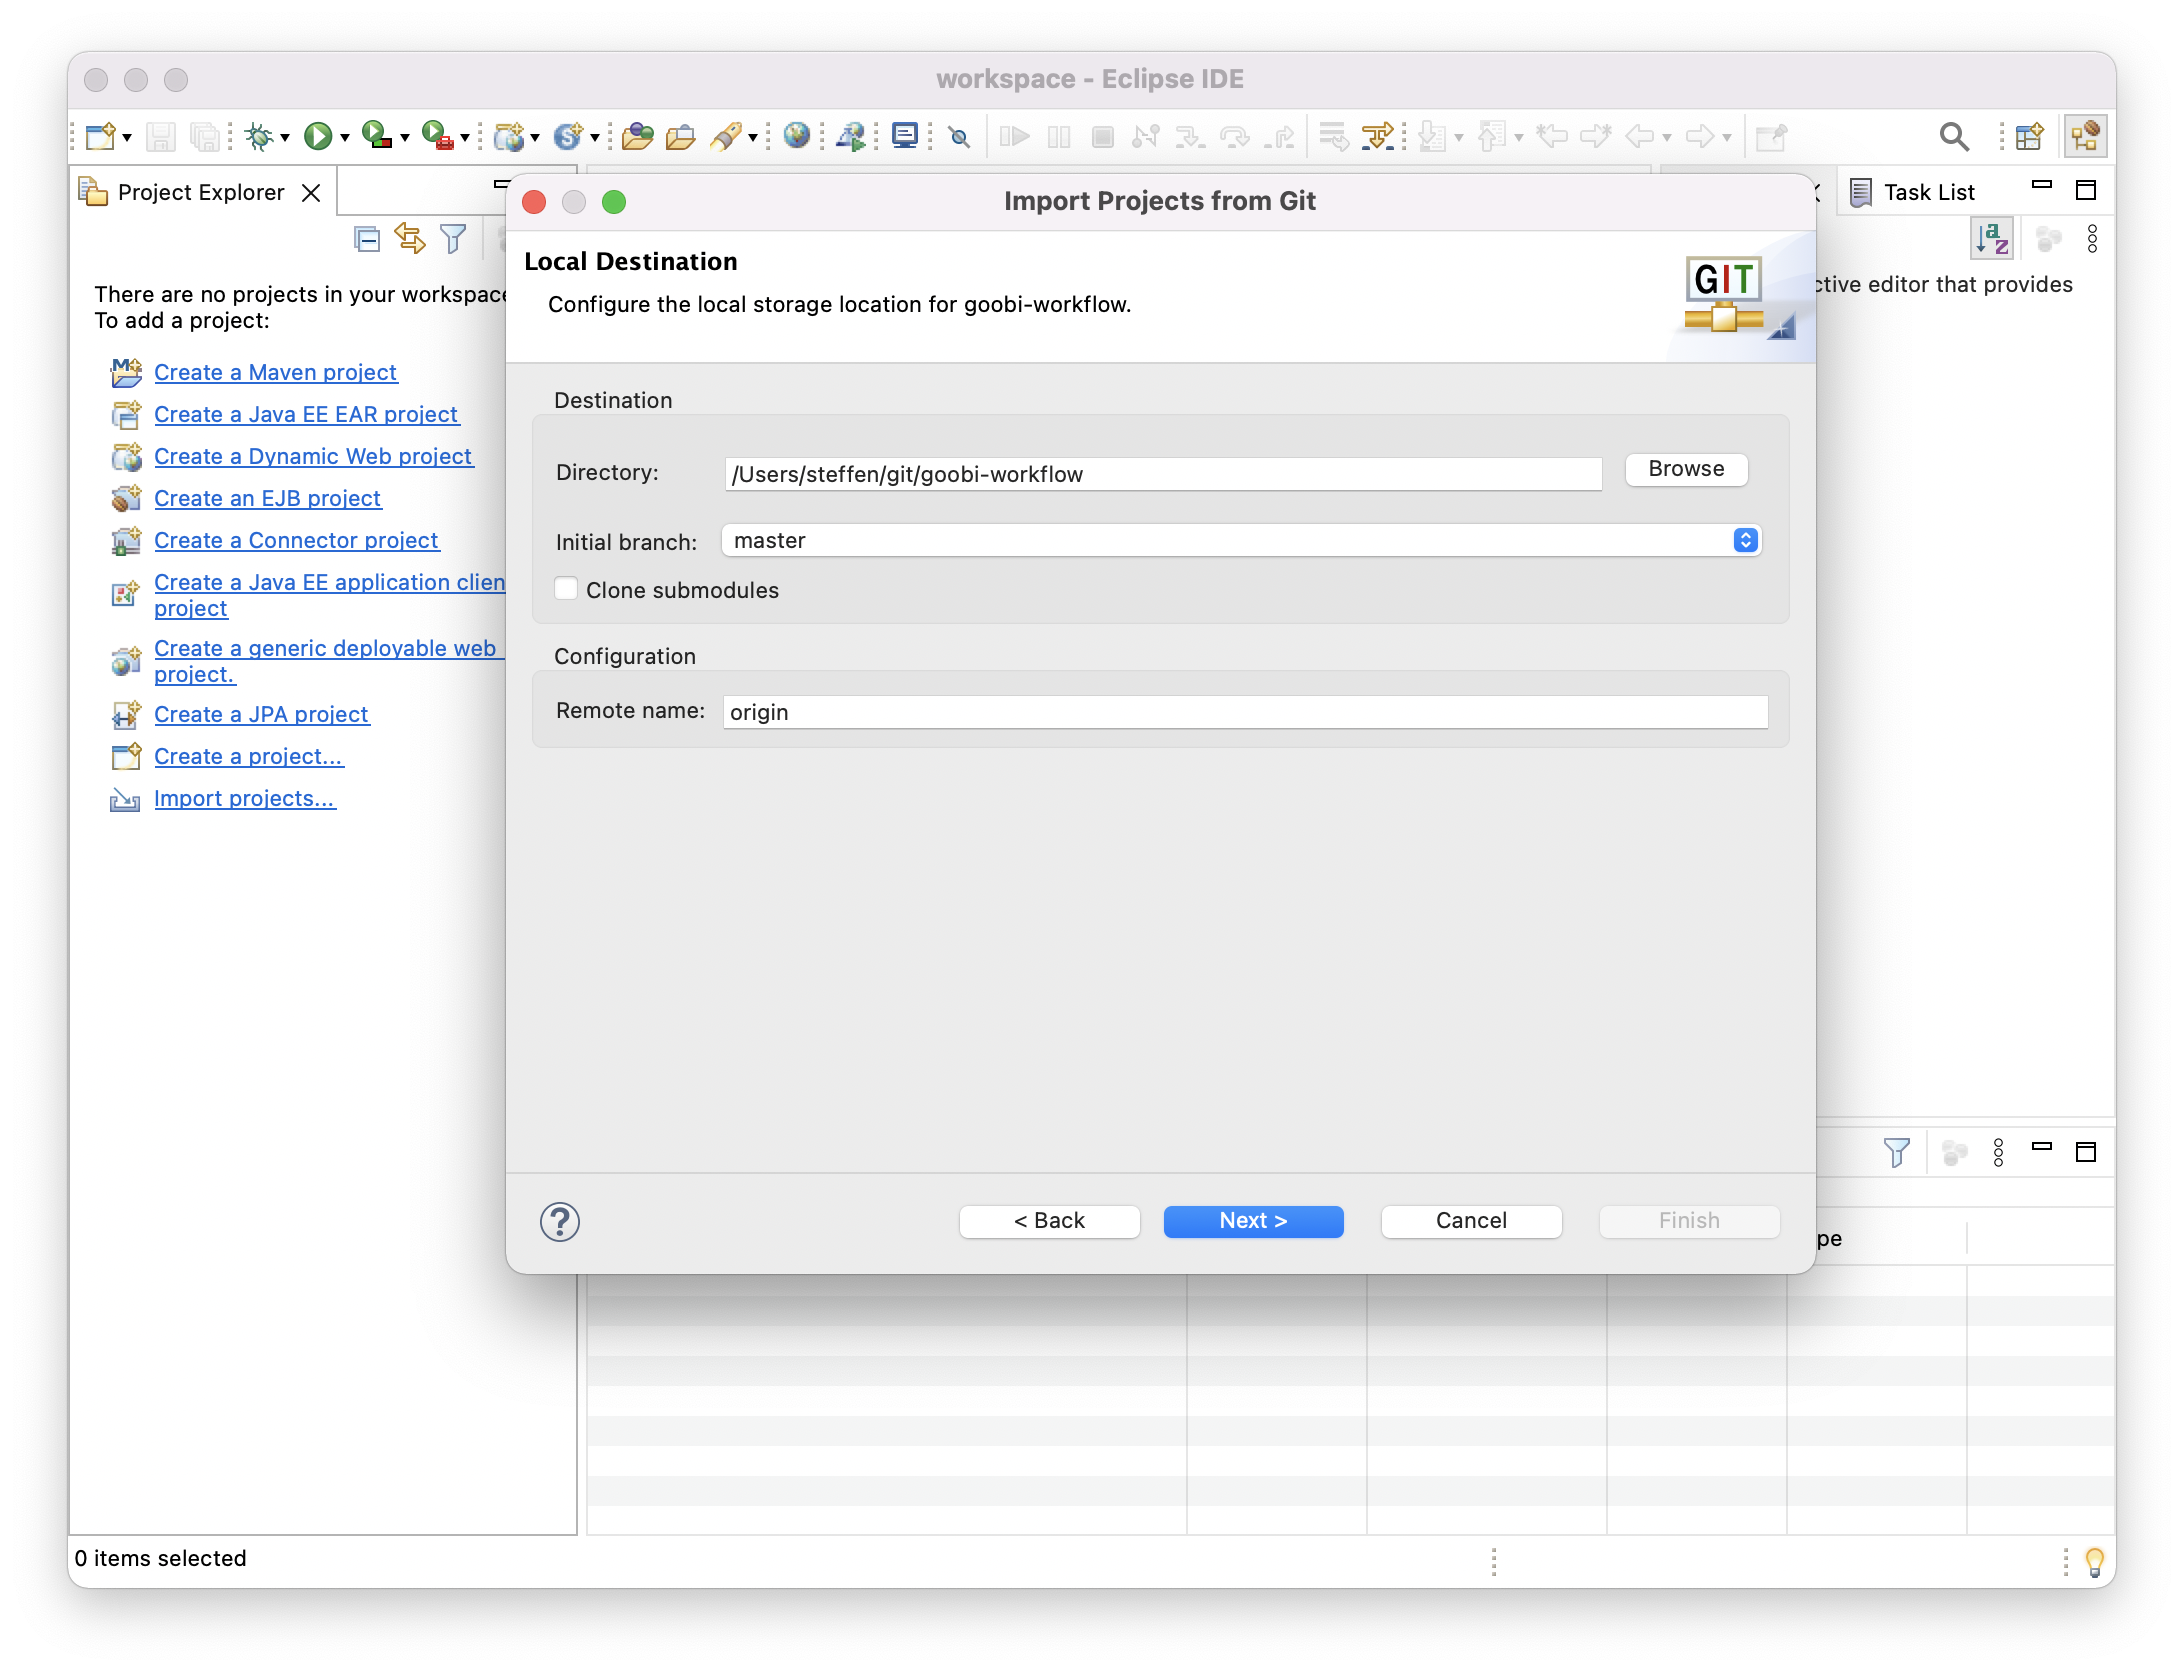 workspace - Eclipse IDE
Project Explorer
Task List
There are no projects in your workspace
To add a project:
Create a Maven project
Create a Java EE EAR project
Create a Dynamic Web project
Create an EJB project
Create a Connector project
Create a Java EE application clien
project
Create a generic deployable web
project.
Create a JPA project
Create a project...
Import projects...
Import Projects from Git
Local Destination
Configure the local storage location for goobi-workflow.
GIT
Destination
Directory:
/Users/steffen/git/goobi-workflow
Browse
Initial branch:
master
Clone submodules
Configuration
Remote name:
origin
?
< Back
Next >
Cancel
Finish
ctive editor that provides
pe
0 items selected